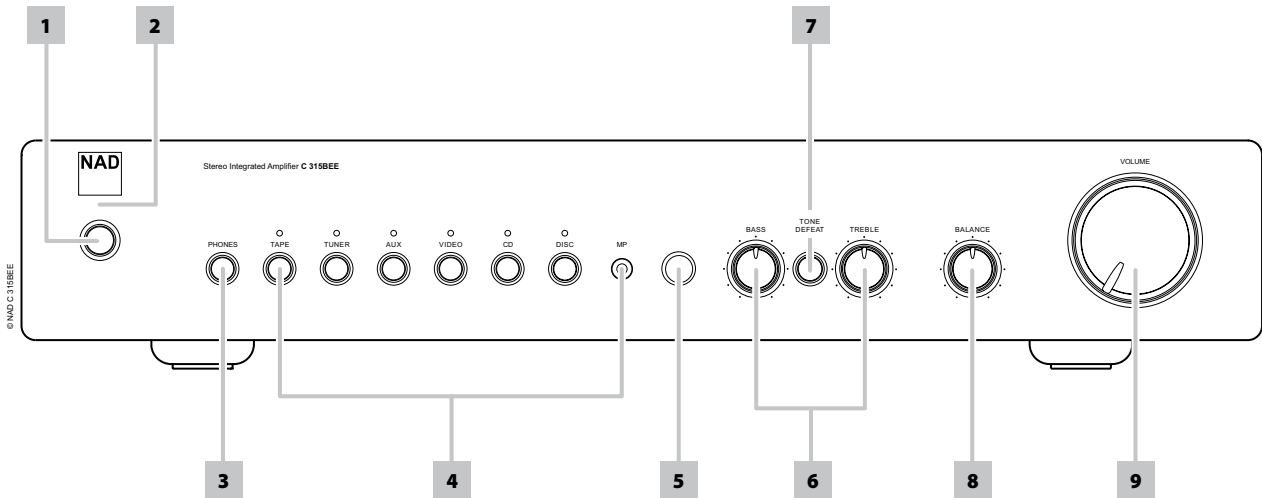 1
2
7
NAD
Stereo Integrated Amplifier C 315BEE
VOLUME
TONE
DEFEAT
BASS
TREBLE
BALANCE
PHONES
TAPE
TUNER
AUX
VIDEO
CD
DISC
MP
© NAD C 315BEE
3
4
5
6
8
9